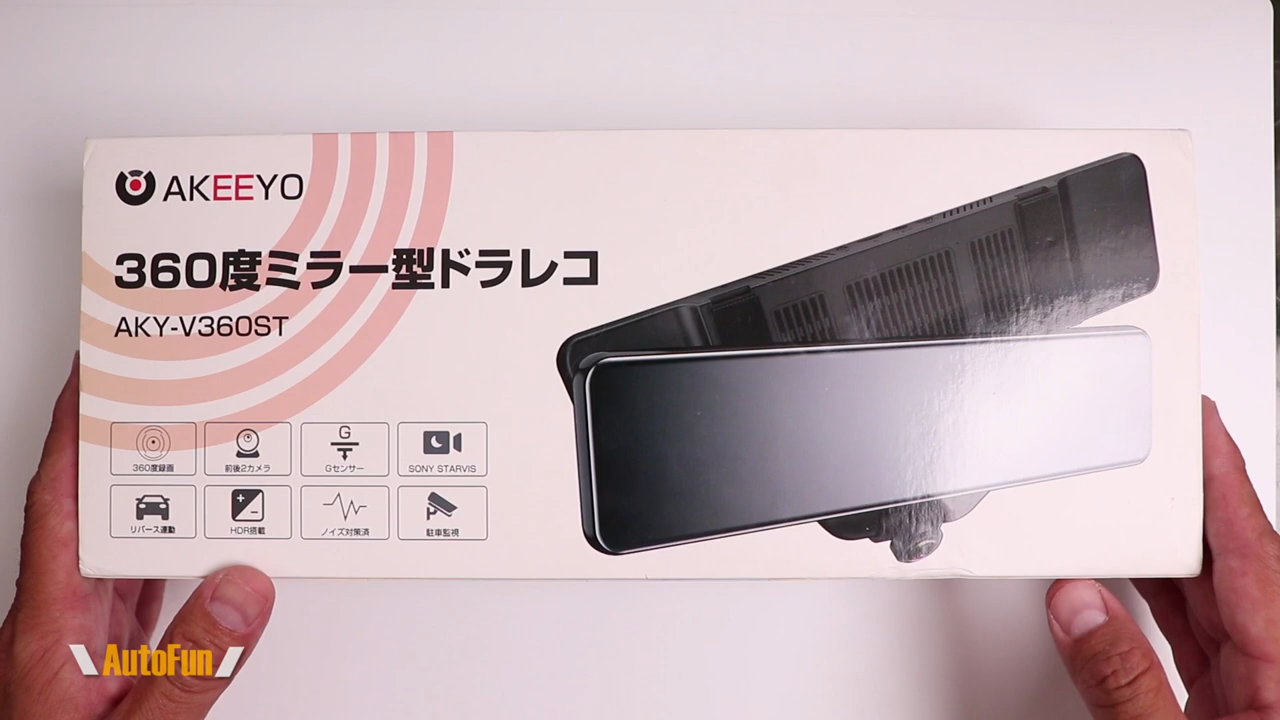 AKEEYO
360度ミラー型ドラレコ
AKY-V360ST
360度録画
前後2カメラ
G
Gセンサー
SONY STARVIS
リバース連動
HDR搭載
ノイズ対策済
駐車監視
AutoFun